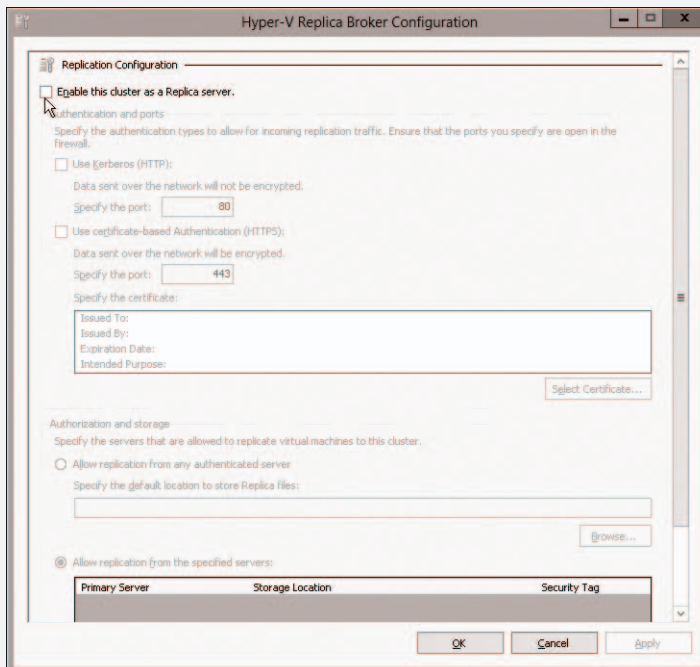 Hyper-V Replica Broker Configuration
Replication Configuration
Enable this cluster as a Replica server.
Authentication and ports
Specify the authentication types to allow for incoming replication traffic. Ensure that the ports you specify are open in the
firewall.
Use Kerberos (HTTP):
Data sent over the network will not be encrypted.
Specify the port: 80
Use certificate-based Authentication (HTTPS):
Data sent over the network will be encrypted.
Specify the port: 443
Specify the certificate:
Issued To:
Issued By:
Expiration Date:
Intended Purpose:
Select Certificate...
Authorization and storage
Specify the servers that are allowed to replicate virtual machines to this cluster.
Allow replication from any authenticated server
Specify the default location to store Replica files:
Browse...
Allow replication from the specified servers:
Primary Server Storage Location Security Tag
OK Cancel Apply